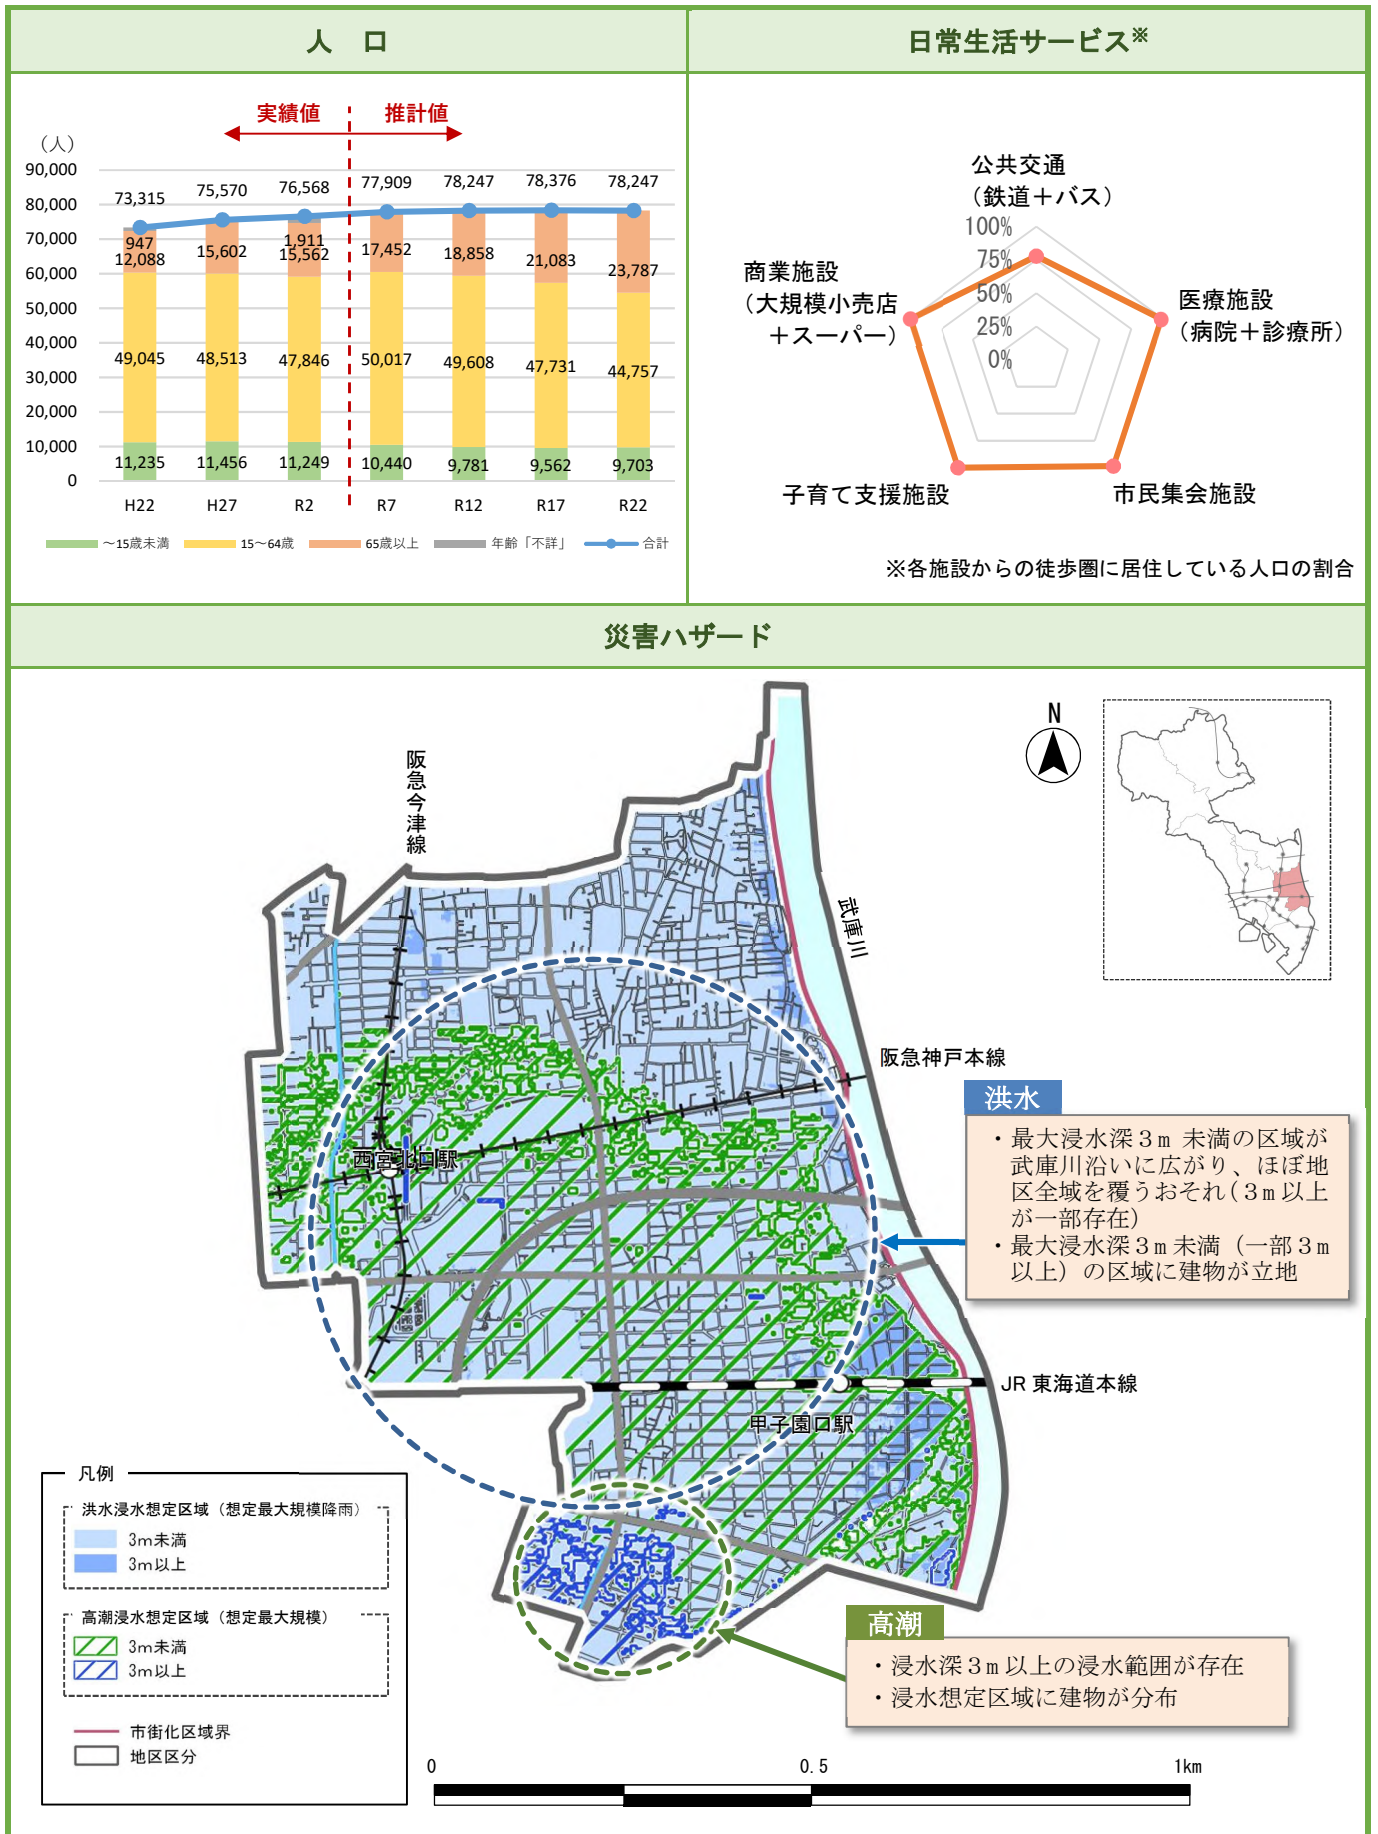 人　口
日常生活サービス※
実績値
推計値
（人）
90,000
80,000
70,000
60,000
50,000
40,000
30,000
20,000
10,000
0
73,315
75,570
76,568
77,909
78,247
78,376
78,247
947
1,911
12,088
15,602
15,562
17,452
18,858
21,083
23,787
49,045
48,513
47,846
50,017
49,608
47,731
44,757
11,235
11,456
11,249
10,440
9,781
9,562
9,703
H22
H27
R2
R7
R12
R17
R22
～15歳未満
15～64歳
65歳以上
年齢「不詳」
合計
公共交通
（鉄道＋バス）
100%
75%
50%
25%
0%
商業施設
（大規模小売店
＋スーパー）
医療施設
（病院＋診療所）
子育て支援施設
市民集会施設
※各施設からの徒歩圏に居住している人口の割合
災害ハザード
N
阪急今津線
武庫川
阪急神戸本線
西宮北口駅
洪水
・最大浸水深３ｍ 未満の区域が
武庫川沿いに広がり、ほぼ地
区全域を覆うおそれ（３ｍ以上
が一部存在）
・最大浸水深３ｍ未満（一部３ｍ
以上）の区域に建物が立地
JR 東海道本線
甲子園口駅
凡例
洪水浸水想定区域（想定最大規模降雨）
3m未満
3m以上
高潮浸水想定区域（想定最大規模）
3m未満
3m以上
市街化区域界
地区区分
高潮
・浸水深３ｍ以上の浸水範囲が存在
・浸水想定区域に建物が分布
0
0.5
1km